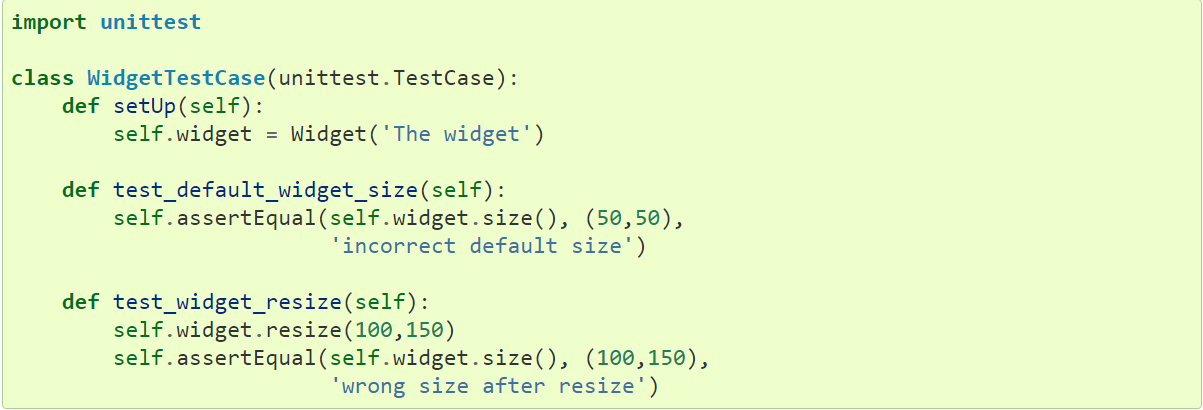 import unittest

class WidgetTestCase(unittest.TestCase):
    def setUp(self):
        self.widget = Widget('The widget')

    def test_default_widget_size(self):
        self.assertEqual(self.widget.size(), (50,50),
                         'incorrect default size')

    def test_widget_resize(self):
        self.widget.resize(100,150)
        self.assertEqual(self.widget.size(), (100,150),
                         'wrong size after resize')